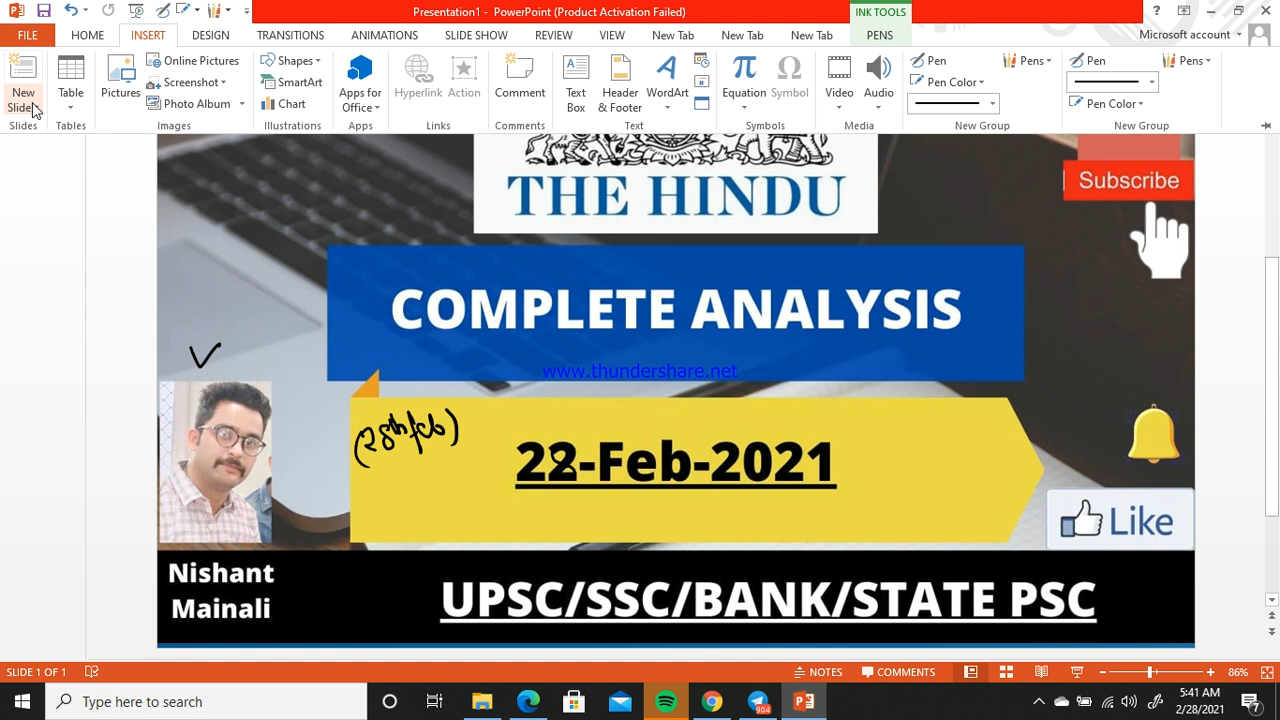 Presentation1 - PowerPoint (Product Activation Failed)
INK TOOLS
?
FILE
HOME
INSERT
DESIGN
TRANSITIONS
ANIMATIONS
SLIDE SHOW
REVIEW
VIEW
New Tab
New Tab
New Tab
PENS
Microsoft account
New
Slide
Slides
Table
Tables
Pictures
Online Pictures
Screenshot
Photo Album
Images
Shapes
SmartArt
Chart
Illustrations
Apps for
Office
Apps
Hyperlink
Action
Links
Comment
Comments
Text
Box
Header
& Footer
WordArt
Text
Equation
Symbol
Symbols
Video
Audio
Media
Pen
Pens
Pen Color
New Group
Pen
Pens
Pen Color
New Group
THE HINDU
Subscribe
COMPLETE ANALYSIS
www.thundershare.net
(28th feb)
22-Feb-2021
Like
Nishant
Mainali
UPSC/SSC/BANK/STATE PSC
SLIDE 1 OF 1
NOTES
COMMENTS
86%
Type here to search
904
5:41 AM
2/28/2021
7